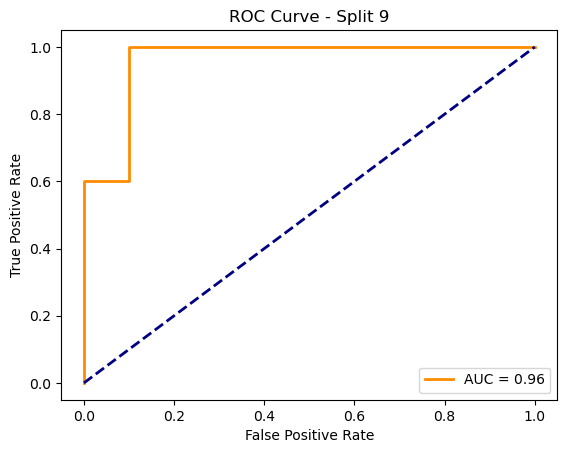 ROC Curve - Split 9
True Positive Rate
1.0
0.8
0.6
0.4
0.2
0.0
AUC = 0.96
0.0 0.2 0.4 0.6 0.8 1.0
False Positive Rate